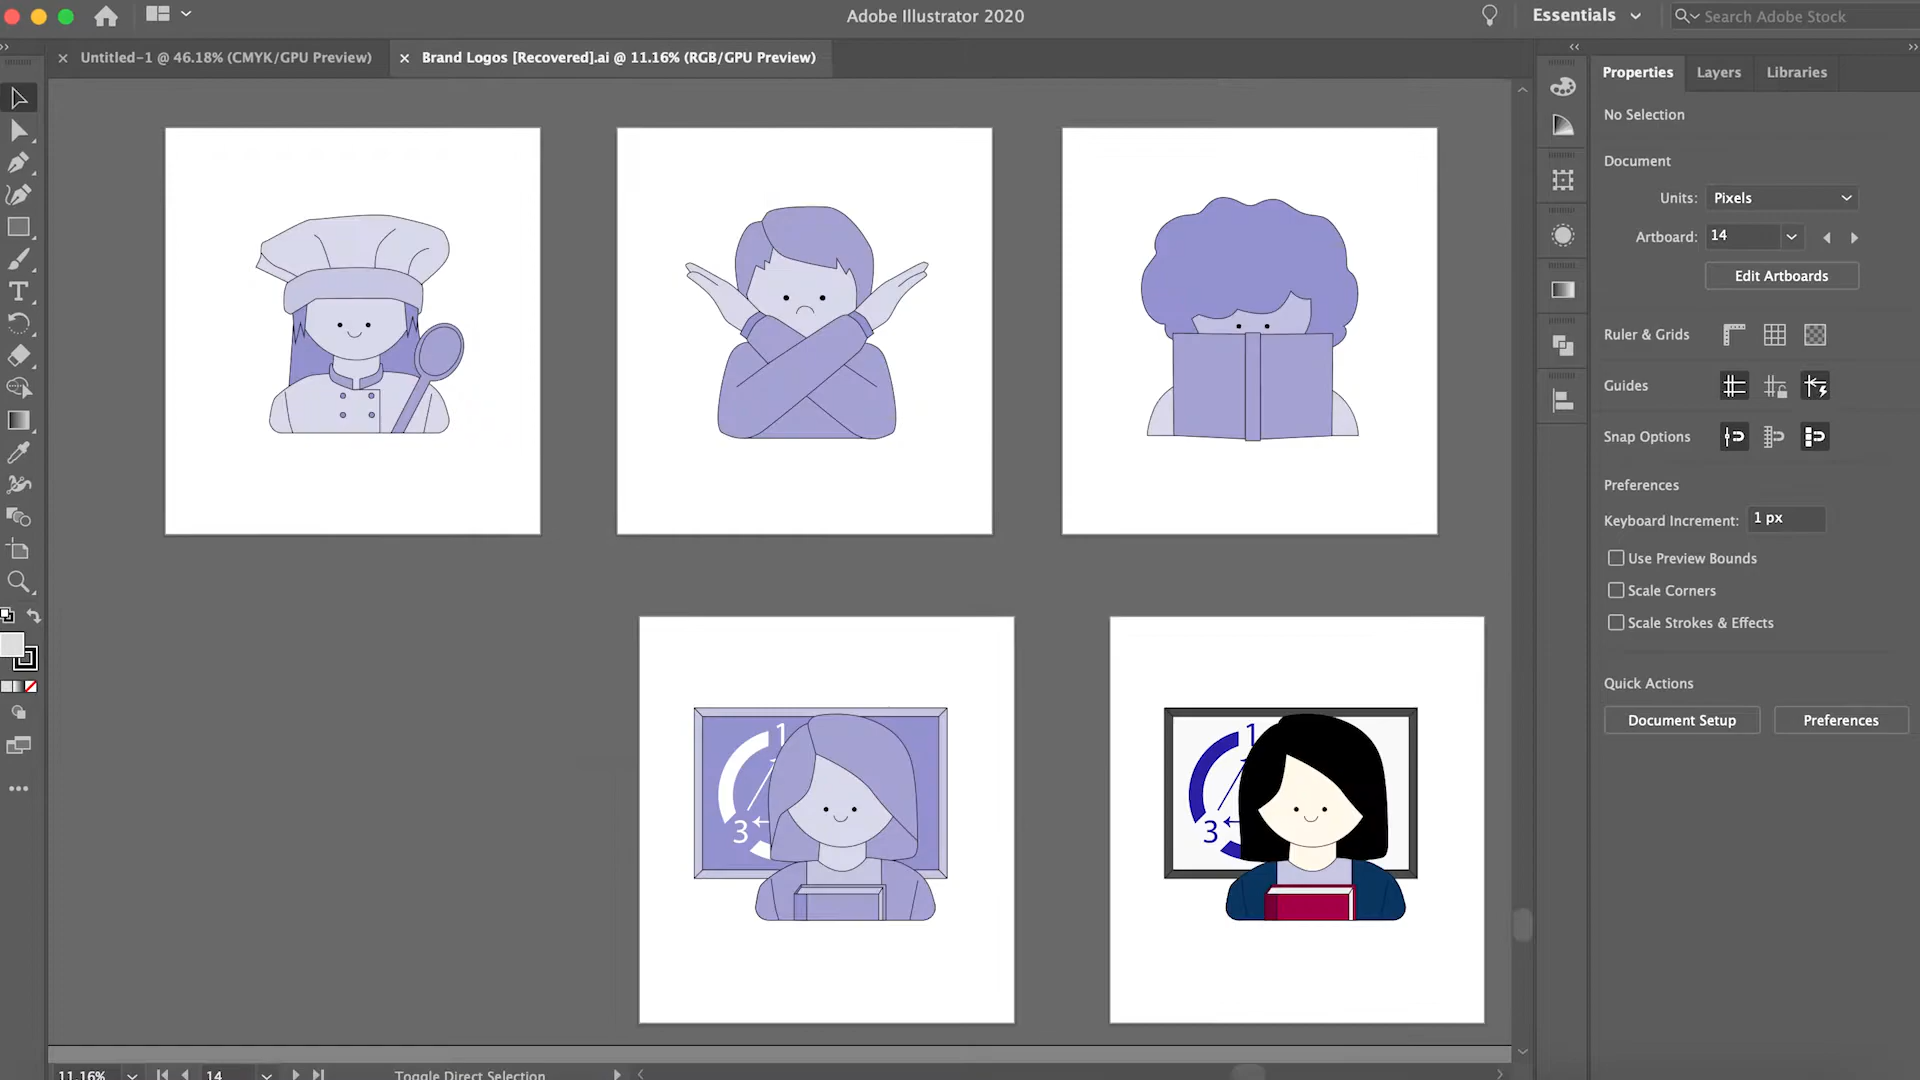 Adobe Illustrator 2020
Essentials
Search Adobe Stock
Untitled-1 @ 46.18% (CMYK/GPU Preview)
Brand Logos [Recovered].ai @ 11.16% (RGB/GPU Preview)
Properties
Layers
Libraries
No Selection
Document
Units: Pixels
Artboard: 14
Edit Artboards
Ruler & Grids
Guides
Snap Options
Preferences
Keyboard Increment: 1 px
Use Preview Bounds
Scale Corners
Scale Strokes & Effects
Quick Actions
Document Setup
Preferences
1
3
1
3
11.16%
14
Toggle Direct Selection